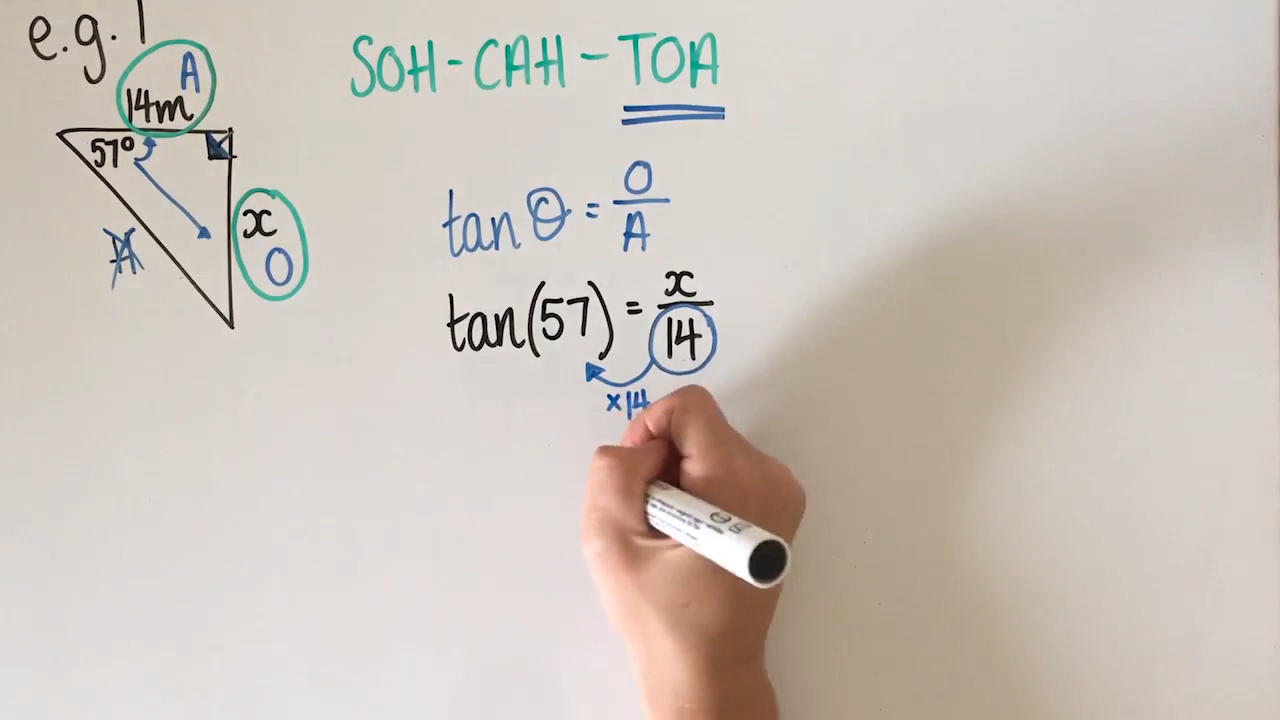 e.g. 1
SOH - CAH - TOA
A
14m
57°
x
O
H
tan θ = O/A
tan(57) = x/14
×14